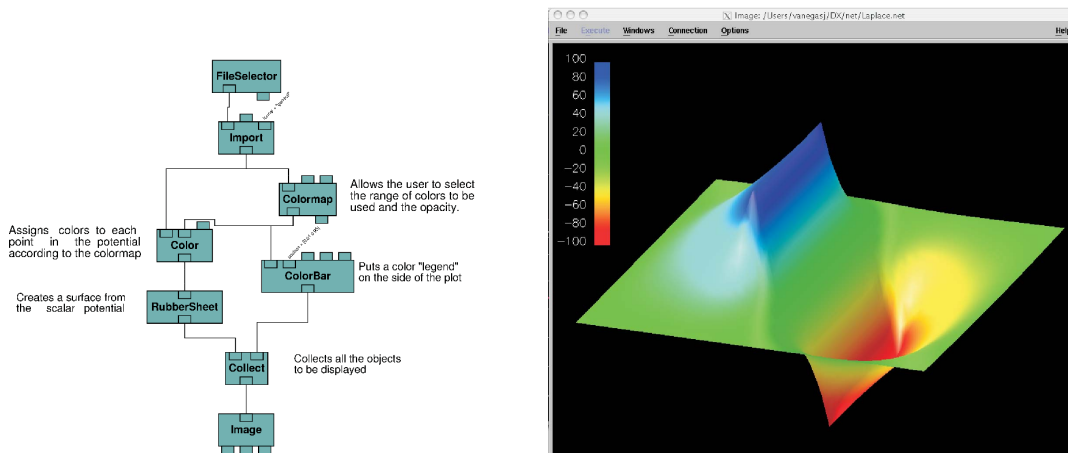 FileSelector
Import
Colormap
Allows the user to select
the range of colors to be
used and the opacity.
Assigns colors to each
point in the potential
according to the colormap
Color
ColorBar
Puts a color "legend"
on the side of the plot
Creates a surface from
the scalar potential
RubberSheet
Collect
Collects all the objects
to be displayed
Image
Image: /Users/vanegasj/DX/net/Laplace.net
File Execute Windows Connection Options Help
100
80
60
40
20
0
-20
-40
-60
-80
-100